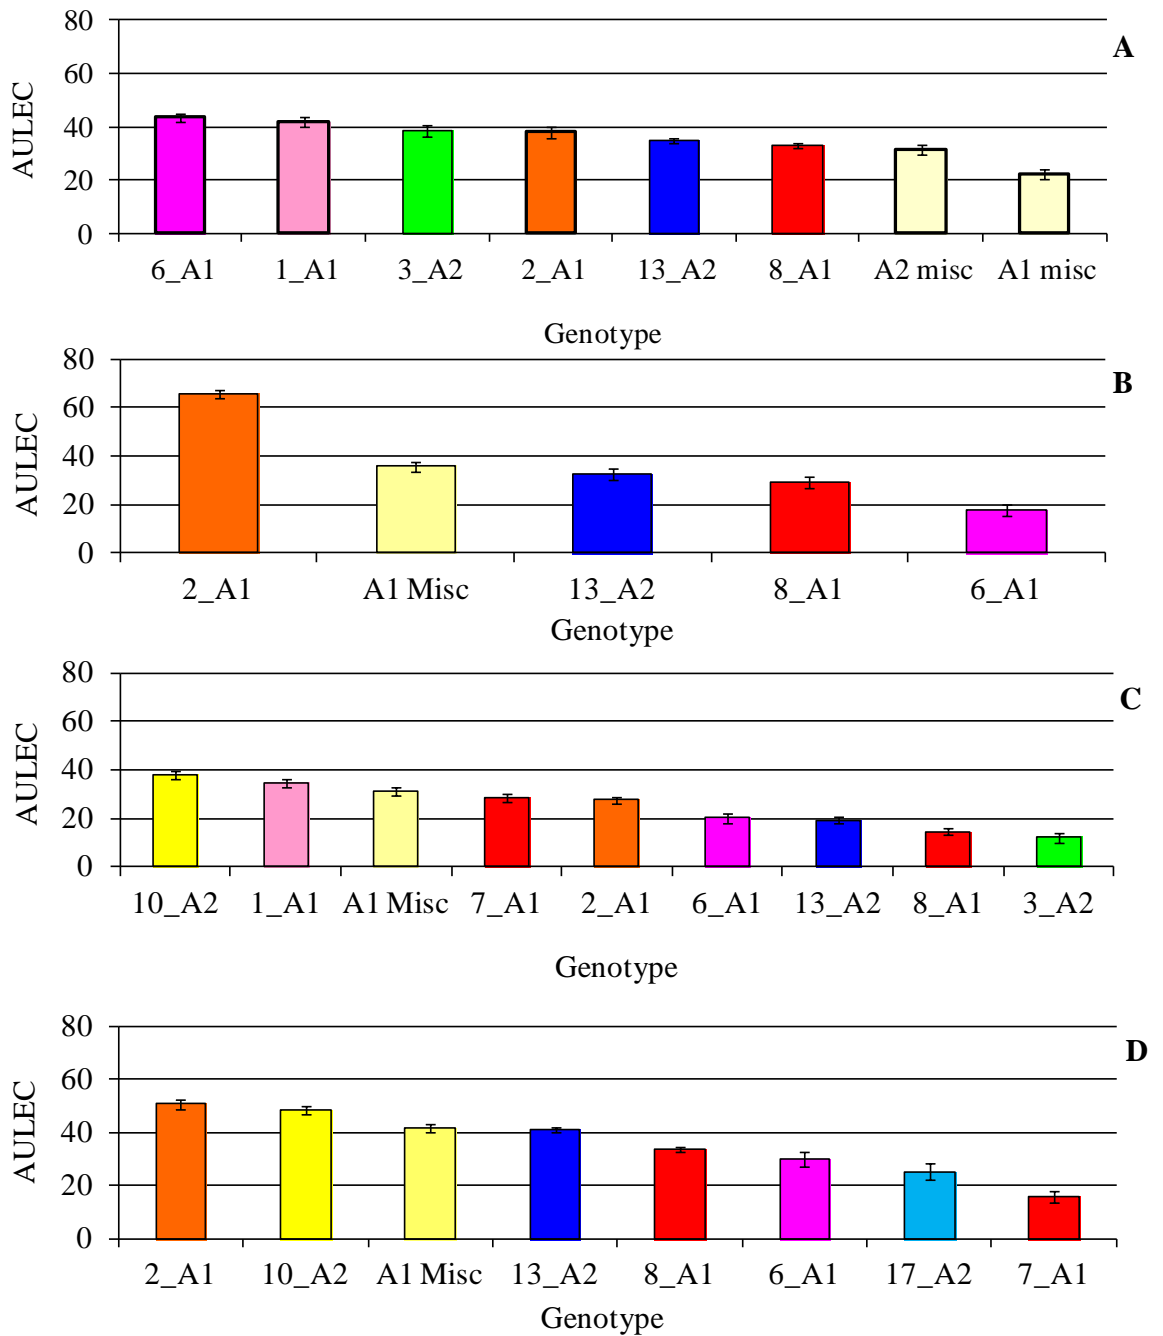 A
AULEC
80
60
40
20
0
6_A1 1_A1 3_A2 2_A1 13_A2 8_A1 A2 misc A1 misc
Genotype
B
AULEC
80
60
40
20
0
2_A1 A1 Misc 13_A2 8_A1 6_A1
Genotype
C
AULEC
80
60
40
20
0
10_A2 1_A1 A1 Misc 7_A1 2_A1 6_A1 13_A2 8_A1 3_A2
Genotype
D
AULEC
80
60
40
20
0
2_A1 10_A2 A1 Misc 13_A2 8_A1 6_A1 17_A2 7_A1
Genotype